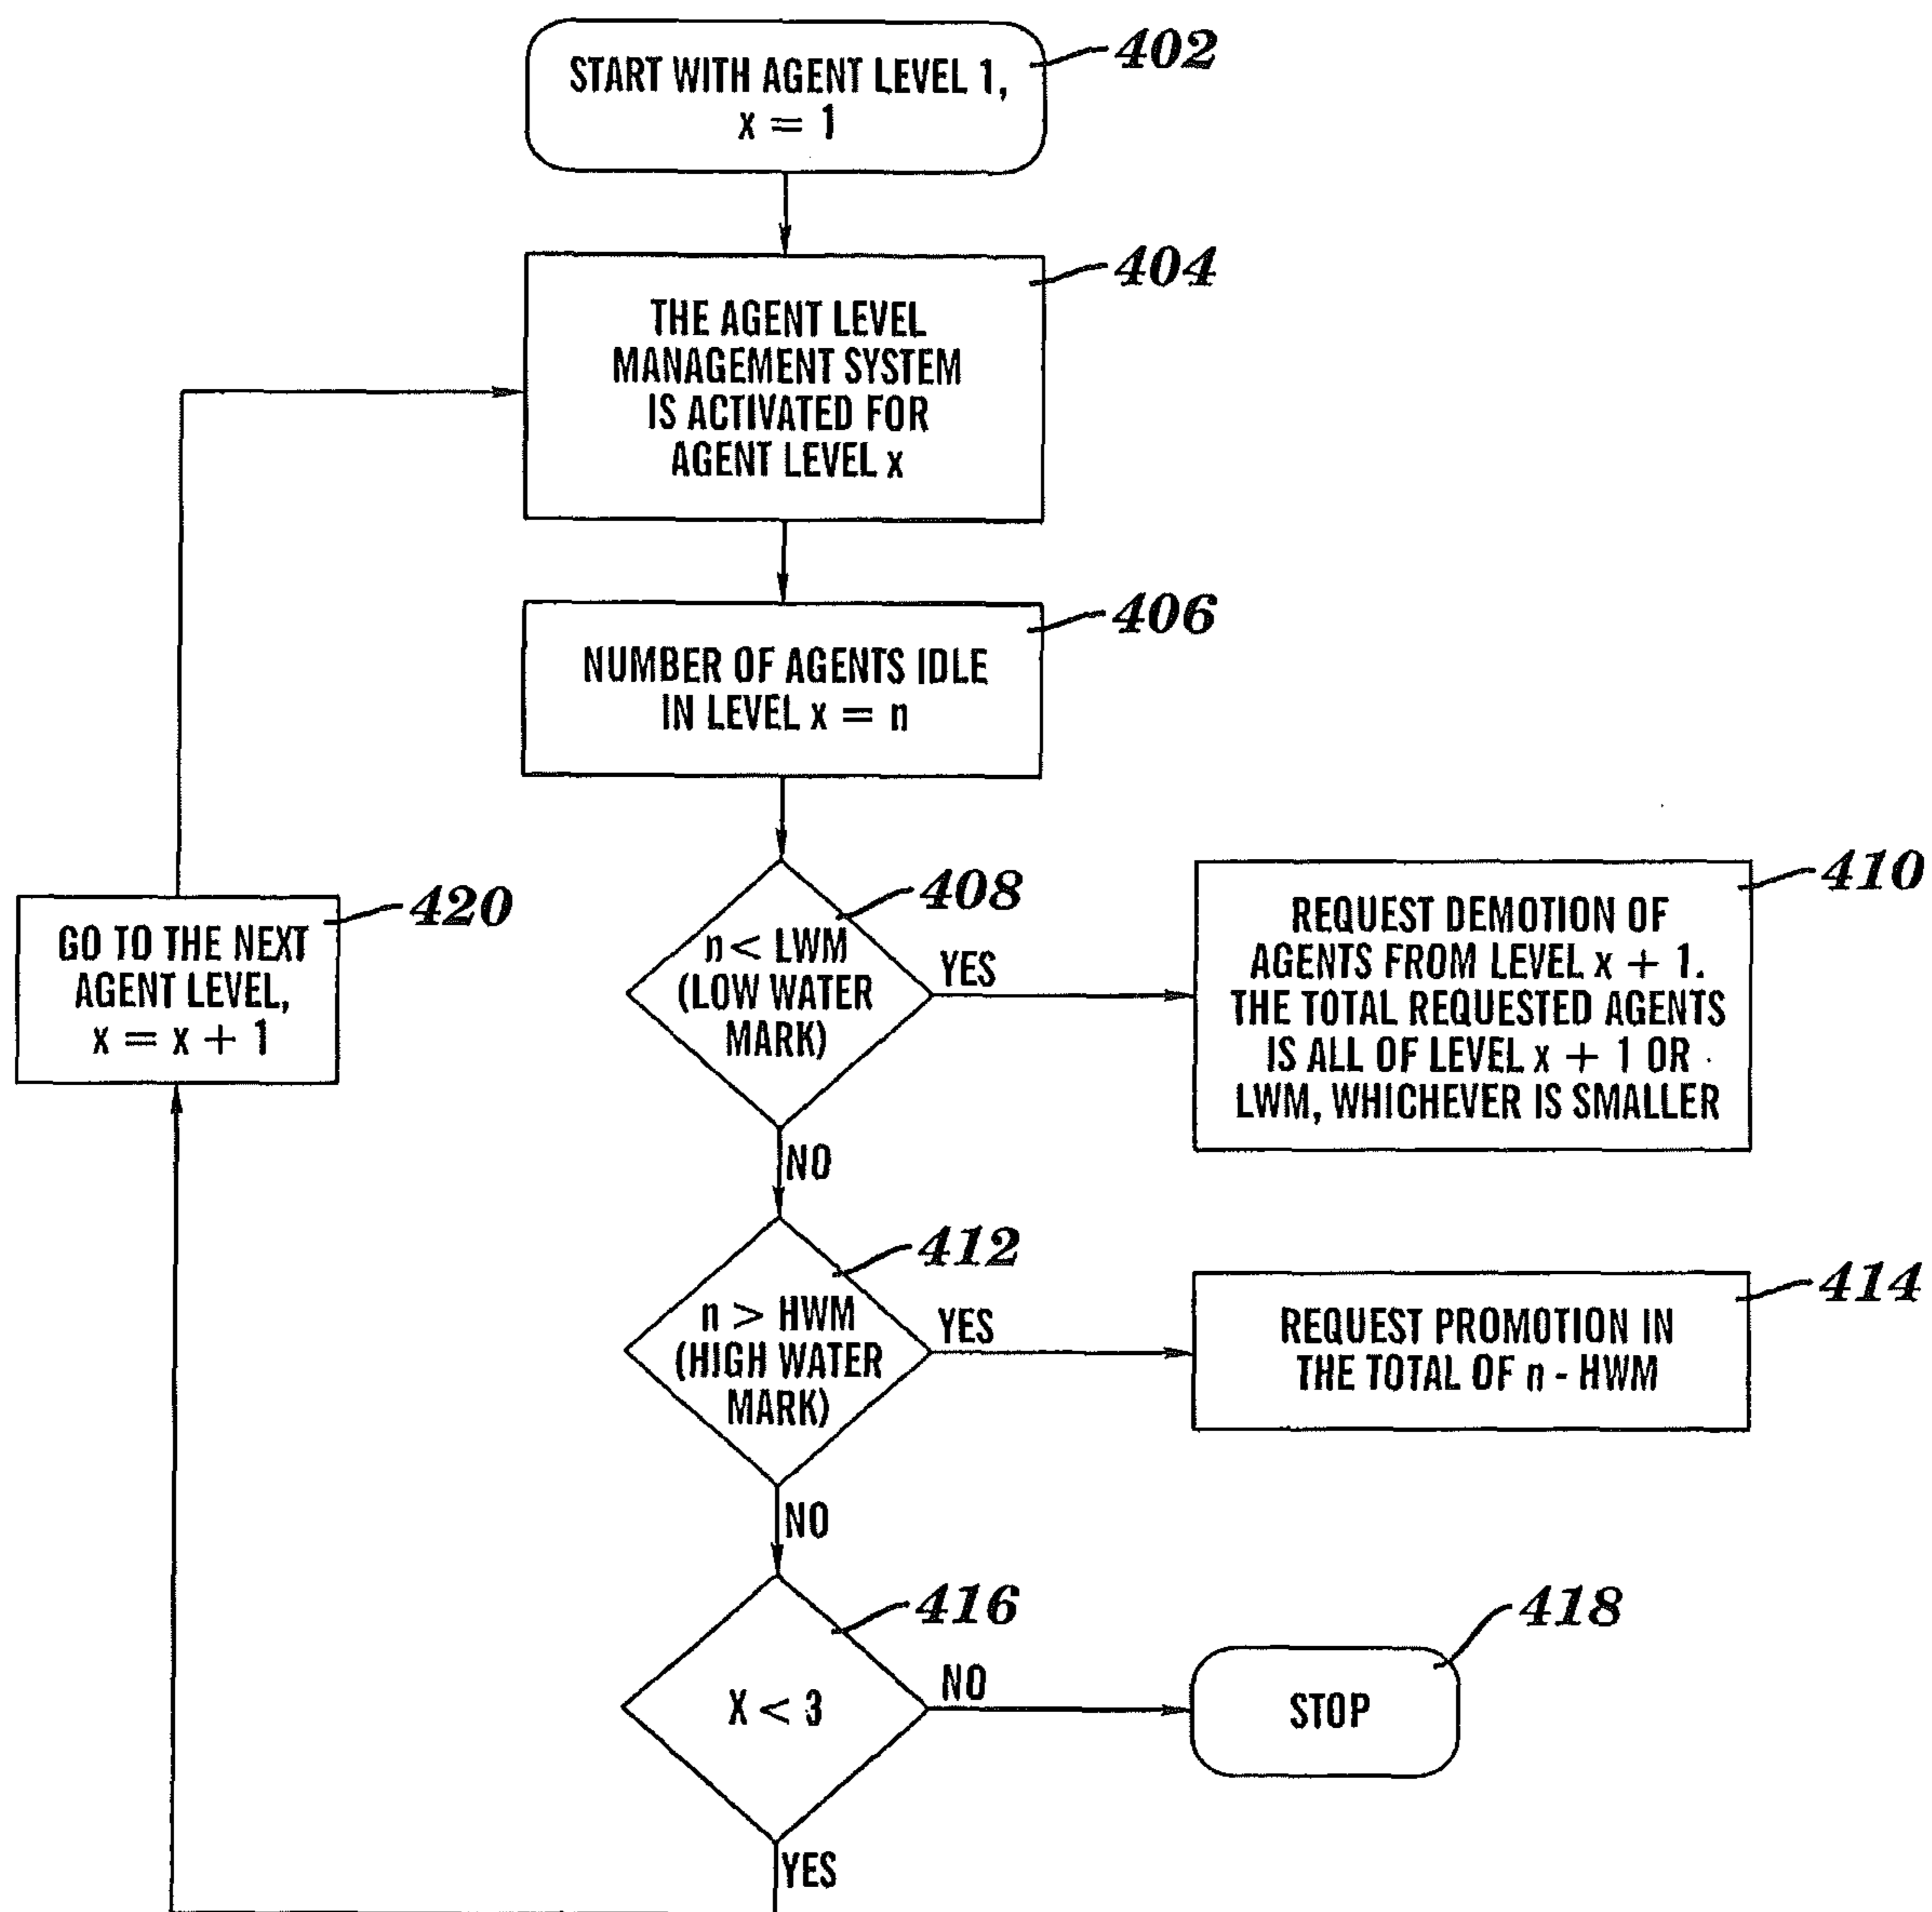 START WITH AGENT LEVEL 1,
x = 1
402
THE AGENT LEVEL
MANAGEMENT SYSTEM
IS ACTIVATED FOR
AGENT LEVEL x
404
NUMBER OF AGENTS IDLE
IN LEVEL x = n
406
n < LWM
(LOW WATER
MARK)
408
YES
NO
REQUEST DEMOTION OF
AGENTS FROM LEVEL x + 1.
THE TOTAL REQUESTED AGENTS
IS ALL OF LEVEL x + 1 OR
LWM, WHICHEVER IS SMALLER
410
GO TO THE NEXT
AGENT LEVEL,
x = x + 1
420
n > HWM
(HIGH WATER
MARK)
412
YES
NO
REQUEST PROMOTION IN
THE TOTAL OF n - HWM
414
X < 3
416
NO
YES
STOP
418